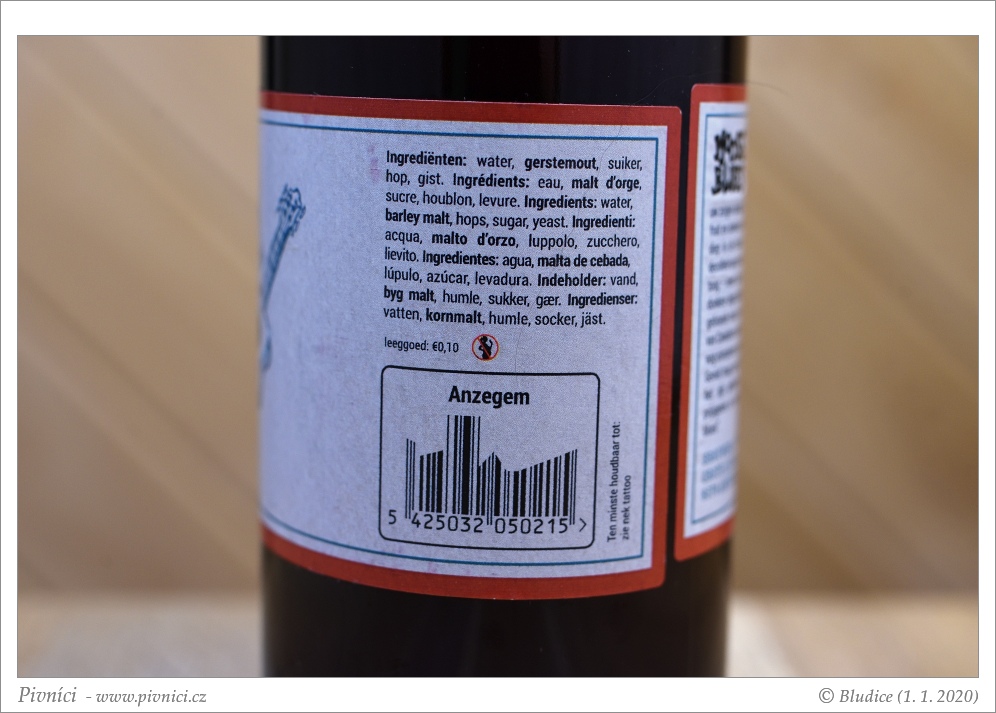 Ingrediënten: water, gerstemout, suiker,
hop, gist. Ingrédients: eau, malt d'orge,
sucre, houblon, levure. Ingredients: water,
barley malt, hops, sugar, yeast. Ingredienti:
acqua, malto d'orzo, luppolo, zucchero,
lievito. Ingredientes: agua, malta de cebada,
lúpulo, azúcar, levadura. Indeholder: vand,
byg malt, humle, sukker, gær. Ingredienser:
vatten, kornmalt, humle, socker, jäst.
leeggoed: €0,10
Anzegem
5 425032 050215 >
Ten minste houdbaar tot:
zie nek tattoo
Pivníci - www.pivnici.cz
© Bludice (1. 1. 2020)